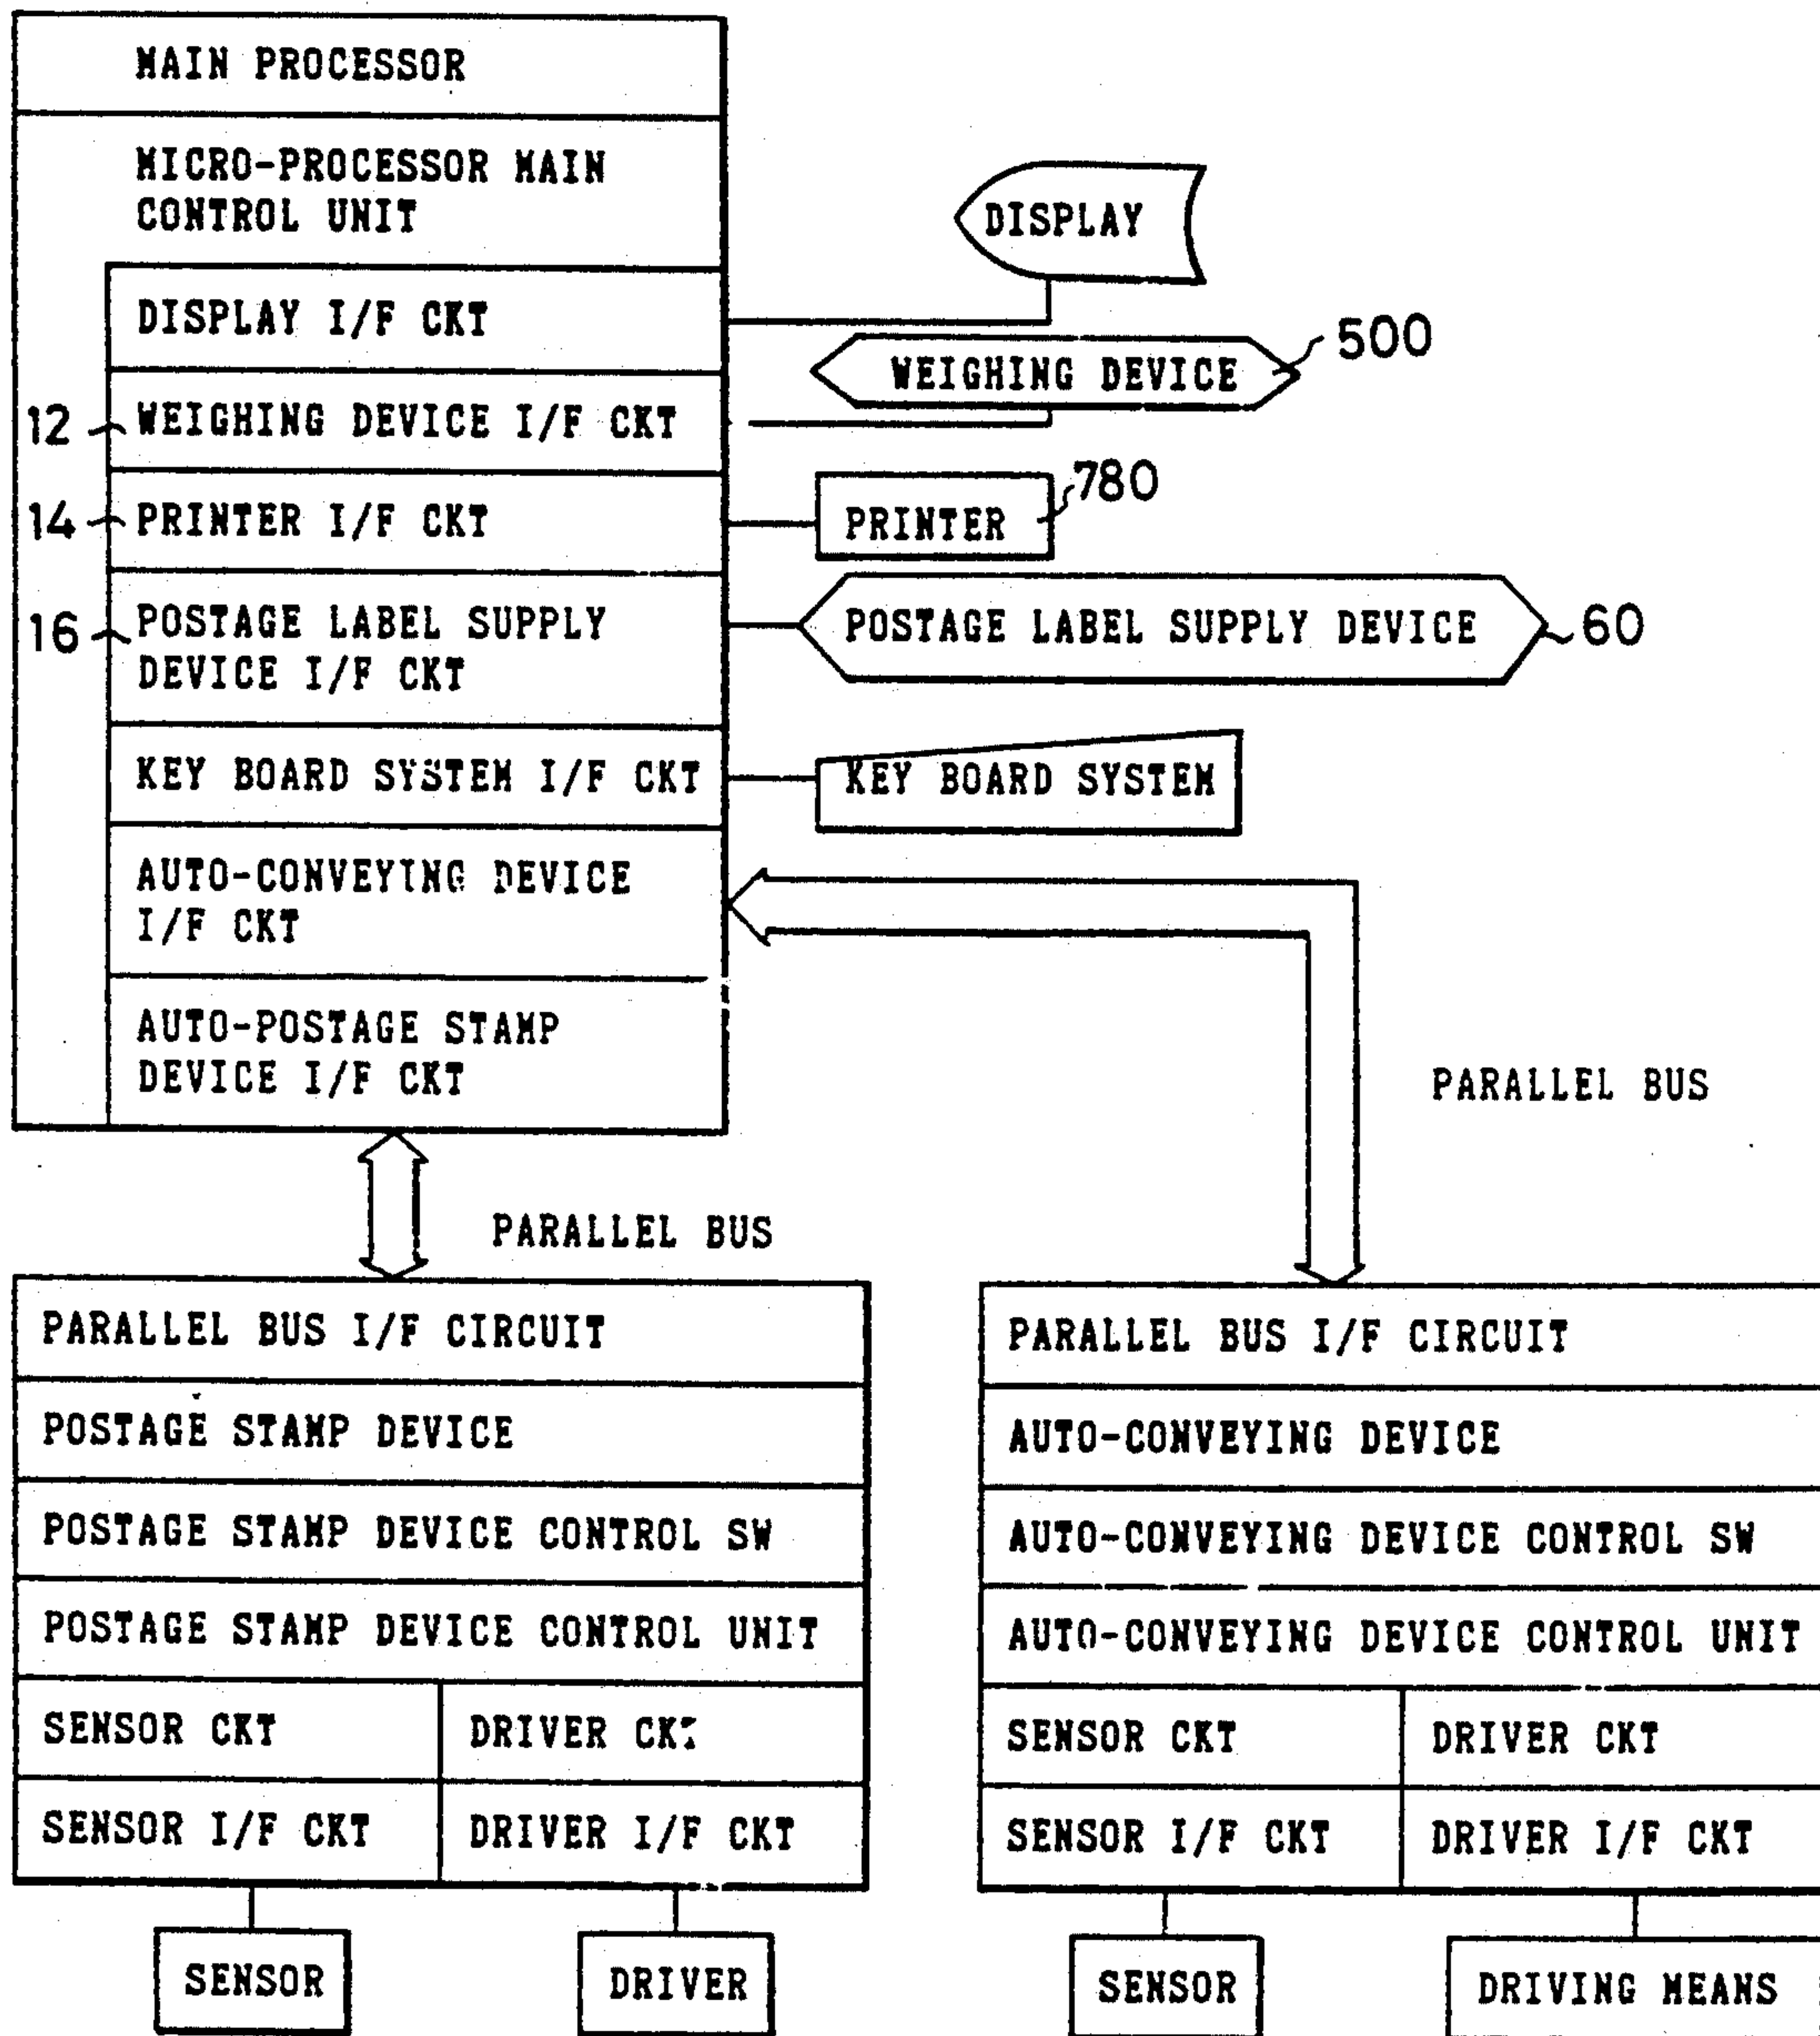 MAIN PROCESSOR
MICRO-PROCESSOR MAIN
CONTROL UNIT
DISPLAY
DISPLAY I/F CKT
WEIGHING DEVICE
500
12
WEIGHING DEVICE I/F CKT
14
PRINTER I/F CKT
PRINTER
780
16
POSTAGE LABEL SUPPLY
DEVICE I/F CKT
POSTAGE LABEL SUPPLY DEVICE
60
KEY BOARD SYSTEM I/F CKT
KEY BOARD SYSTEM
AUTO-CONVEYING DEVICE
I/F CKT
AUTO-POSTAGE STAMP
DEVICE I/F CKT
PARALLEL BUS
PARALLEL BUS
PARALLEL BUS I/F CIRCUIT
POSTAGE STAMP DEVICE
POSTAGE STAMP DEVICE CONTROL SW
POSTAGE STAMP DEVICE CONTROL UNIT
SENSOR CKT
DRIVER CKT
SENSOR I/F CKT
DRIVER I/F CKT
SENSOR
DRIVER
PARALLEL BUS I/F CIRCUIT
AUTO-CONVEYING DEVICE
AUTO-CONVEYING DEVICE CONTROL SW
AUTO-CONVEYING DEVICE CONTROL UNIT
SENSOR CKT
DRIVER CKT
SENSOR I/F CKT
DRIVER I/F CKT
SENSOR
DRIVING MEANS